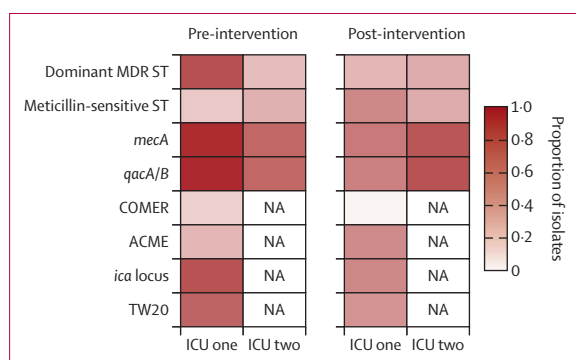 Pre-intervention Post-intervention
Dominant MDR ST
Meticillin-sensitive ST
mecA
qacA/B
COMER NA NA
ACME NA NA
ica locus NA NA
TW20 NA NA
ICU one ICU two ICU one ICU two
1·0
0·8
0·6
0·4
0·2
0
Proportion of isolates